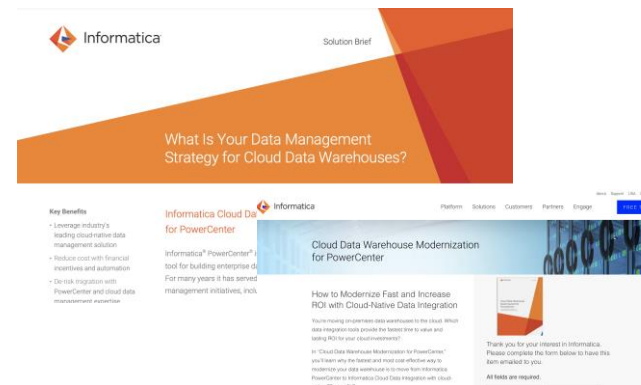 Informatica
Solution Brief
What Is Your Data Management
Strategy for Cloud Data Warehouses?
Key Benefits
• Leverage industry's
leading cloud-native data
management solution
• Reduce cost with financial
incentives and automation
• De-risk migration with
PowerCenter and cloud data
management expertise
Informatica Cloud Da
for PowerCenter
Informatica® PowerCenter® i
tool for building enterprise da
For many years it has served
management initiatives, inclu
About Support
Informatica
Platform Solutions Customers Partners Engage
FREE
Cloud Data Warehouse Modernization
for PowerCenter
How to Modernize Fast and Increase
ROI with Cloud-Native Data Integration
You're moving on-premises data warehouses to the cloud. Which
data integration tools provide the fastest time to value and
lasting ROI for your cloud investments?
In "Cloud Data Warehouse Modernization for PowerCenter,"
you'll learn why the fastest and most cost-effective way to
modernize your data warehouse is to move from Informatica
PowerCenter to Informatica Cloud Data Integration with cloud-
Thank you for your interest in Informatica.
Please complete the form below to have this
item emailed to you.
All fields are required.